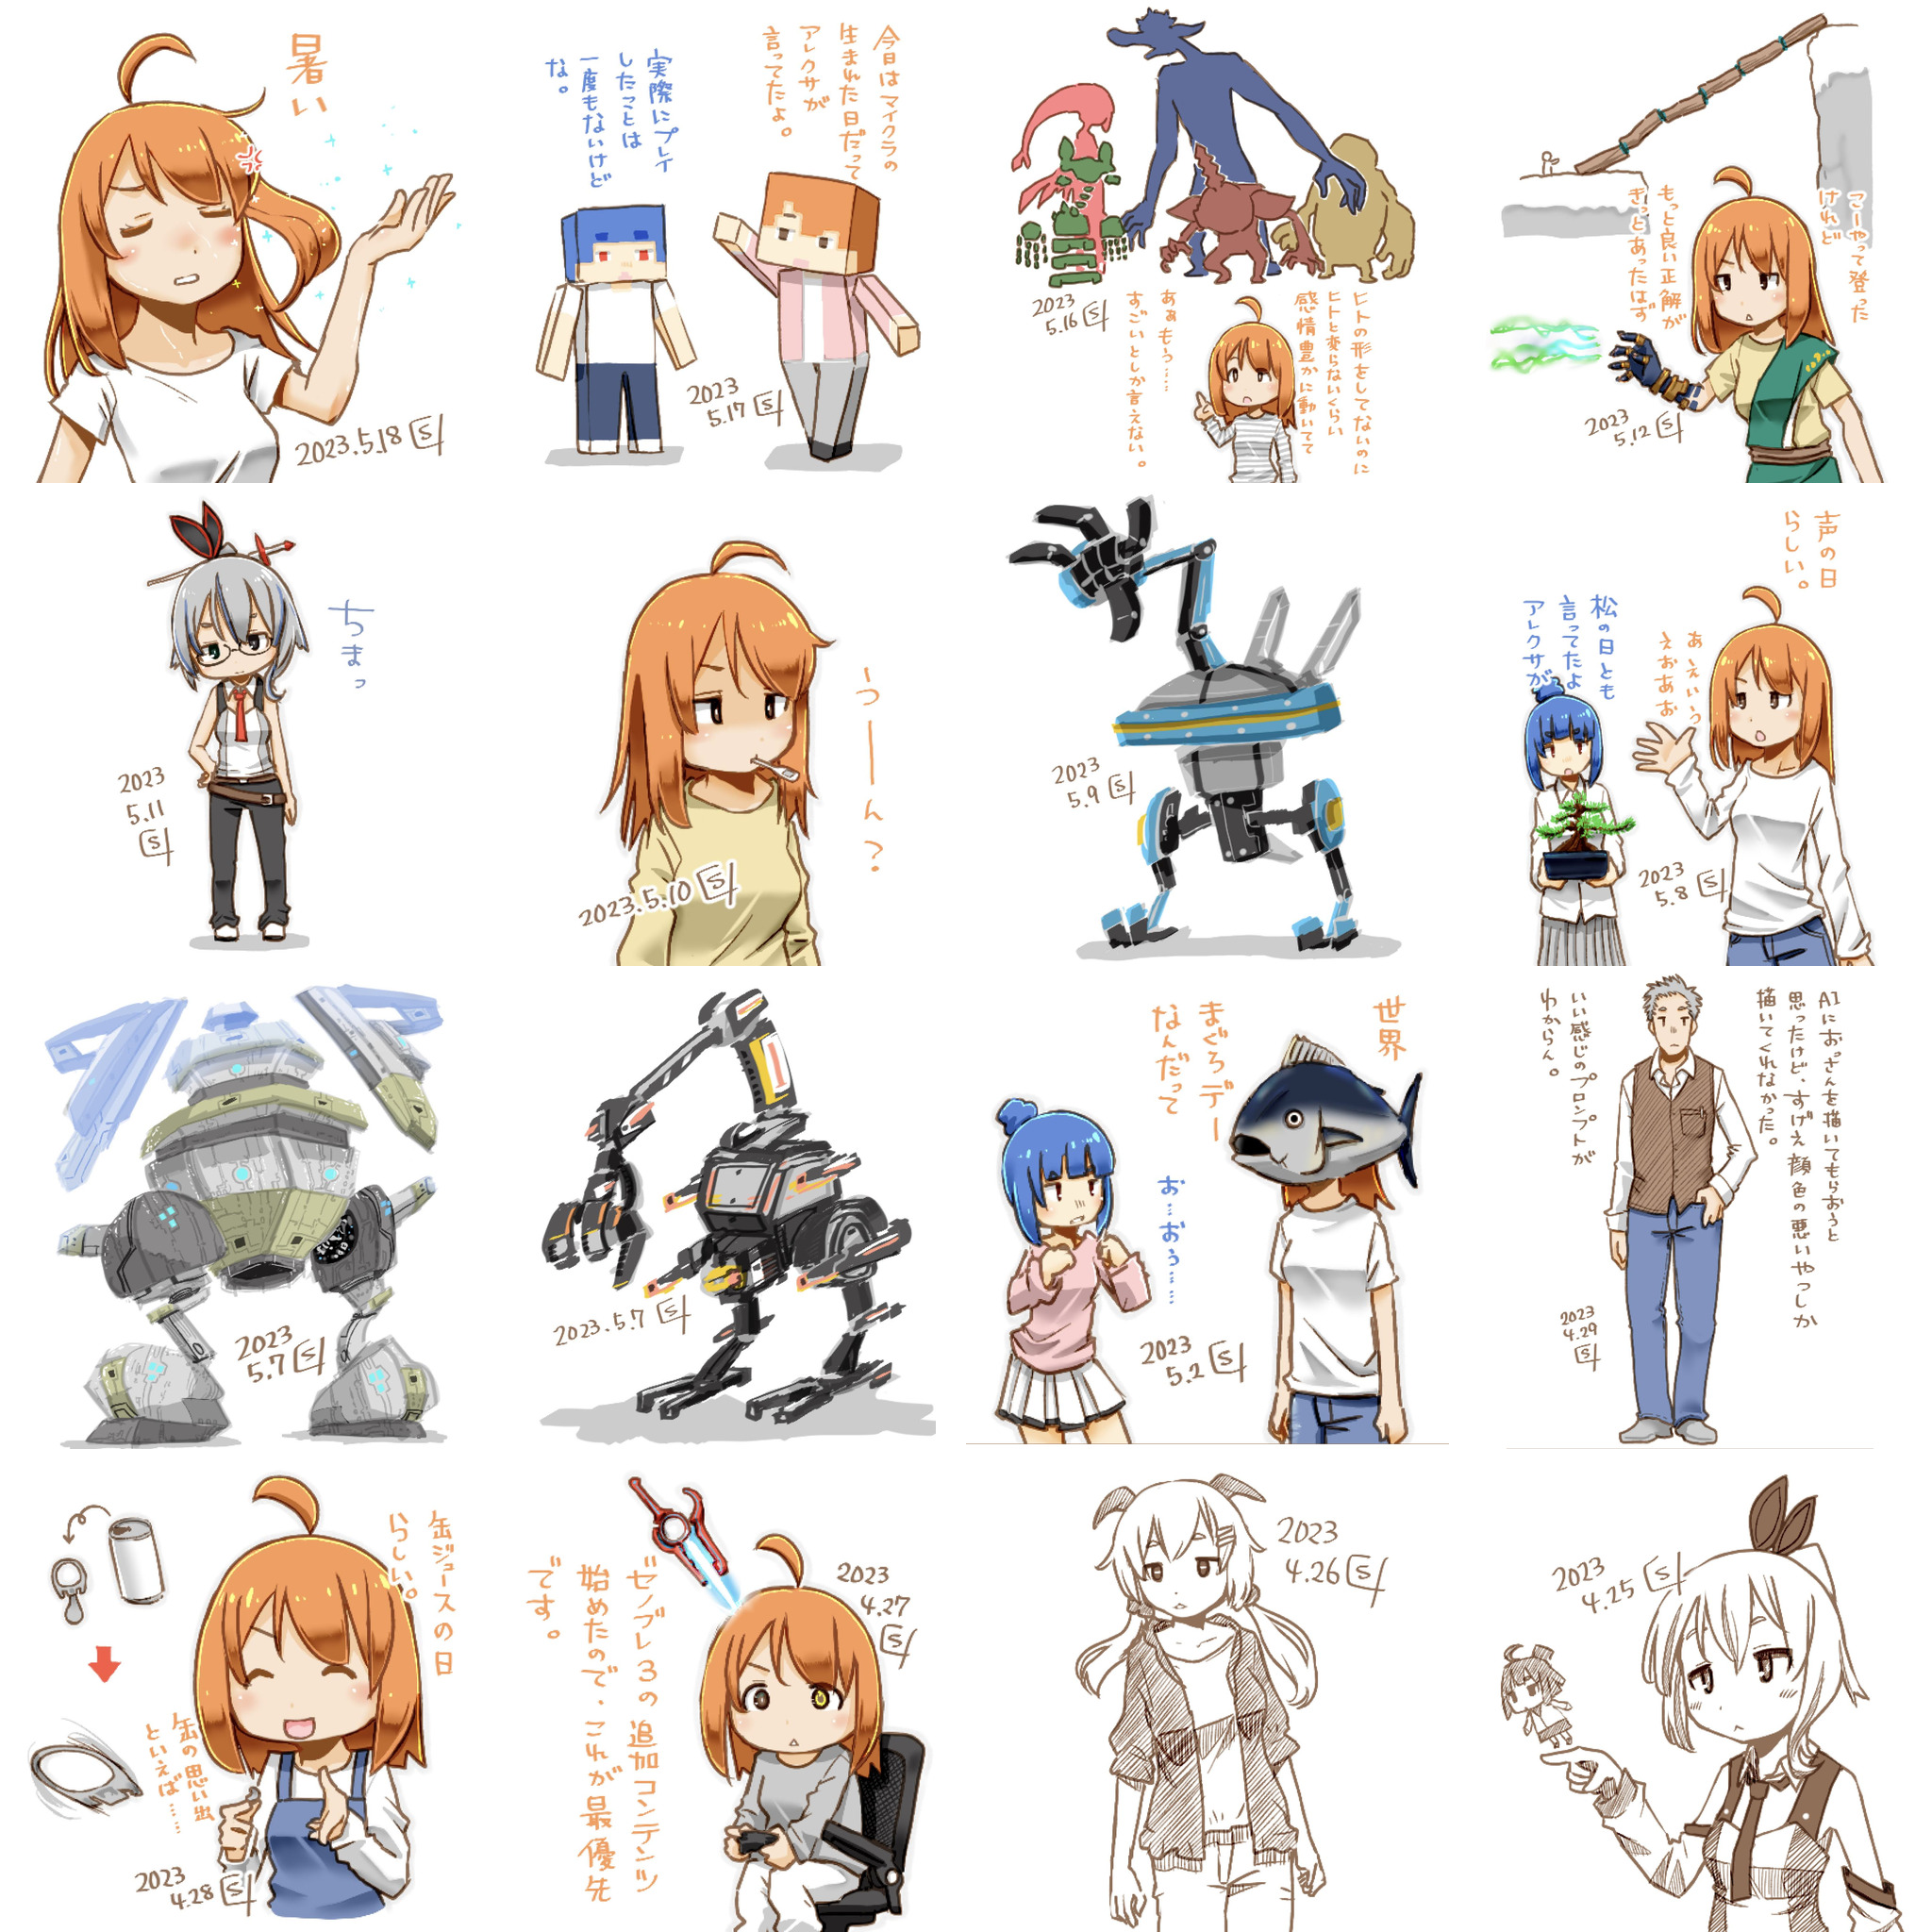 暑い
2023.5.18 S
今日はマイクラの
生まれた日だって
アレクサが
言ってたよ。
実際にプレイ
したことは
一度もないけど
な。
2023
5.17 S
2023
5.16 S
ヒトの形をしてないのに
ヒトと変らないくらい
感情豊かに動いてて
あぁもう……
すごいとしか言えない。
こーやって登った
けれど
もっと良い正解が
きっとあったはず
2023
5.12 S
ちまっ
2023
5.11
S
うーん?
2023.5.10 S
2023
5.9 S
声の日
らしい。
あえいう
えおあお
松の日とも
言ってたよ
アレクサが
2023
5.8 S
2023
5.7 S
I
2023.5.7 S
世界
まぐろデー
なんだって
お…おう……
2023
5.2 S
AIにおっさんを描いてもらおうと
思ったけど、すげえ顔色の悪いやつしか
描いてくれなかった。
いい感じのプロンプトが
わからん。
2023
4.29
S
缶ジュースの日
らしい。
缶の思い出
といえば……
2023
4.28 S
2023
4.27
S
ゼノブレ3の追加コンテンツ
始めたので、これが最優先
です。
2023
4.26 S
2023
4.25 S